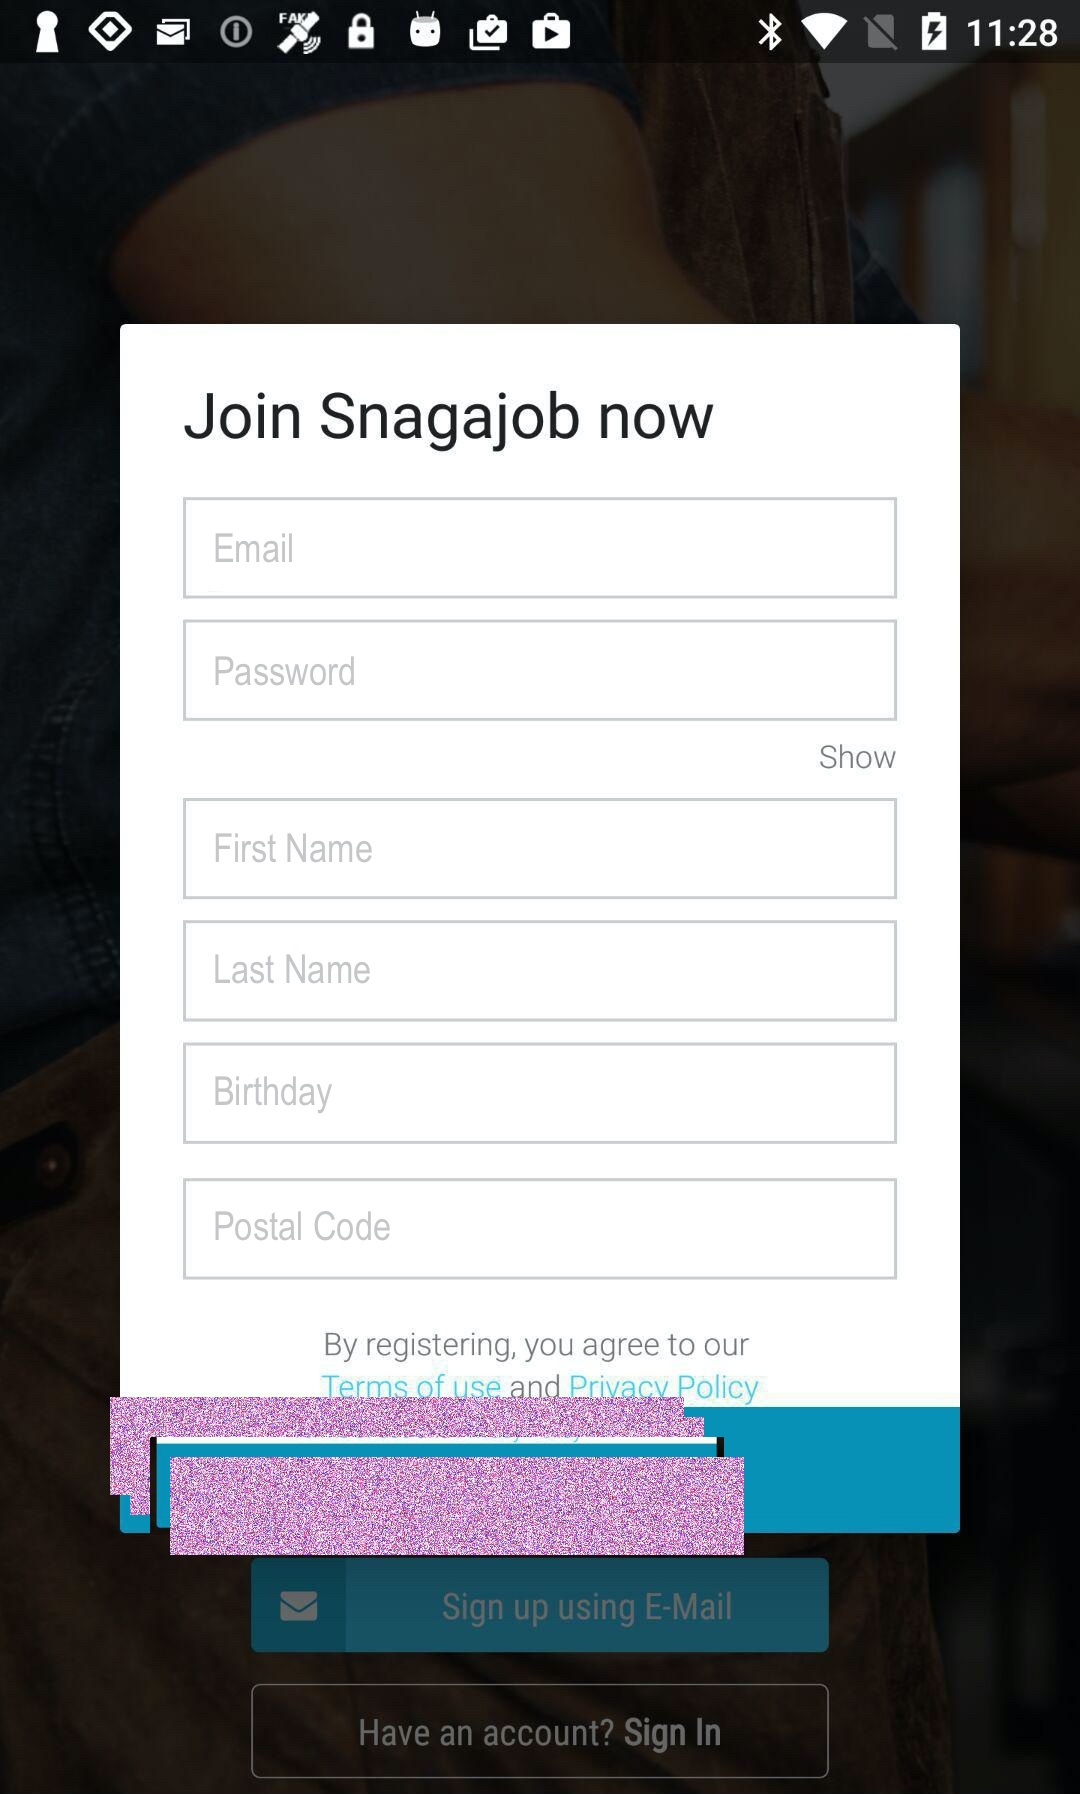 FAKE
11:28
Join Snagajob now
Email
Password
Show
First Name
Last Name
Birthday
Postal Code
By registering, you agree to our
Terms of use and Privacy Policy
Sign up using E-Mail
Have an account? Sign In